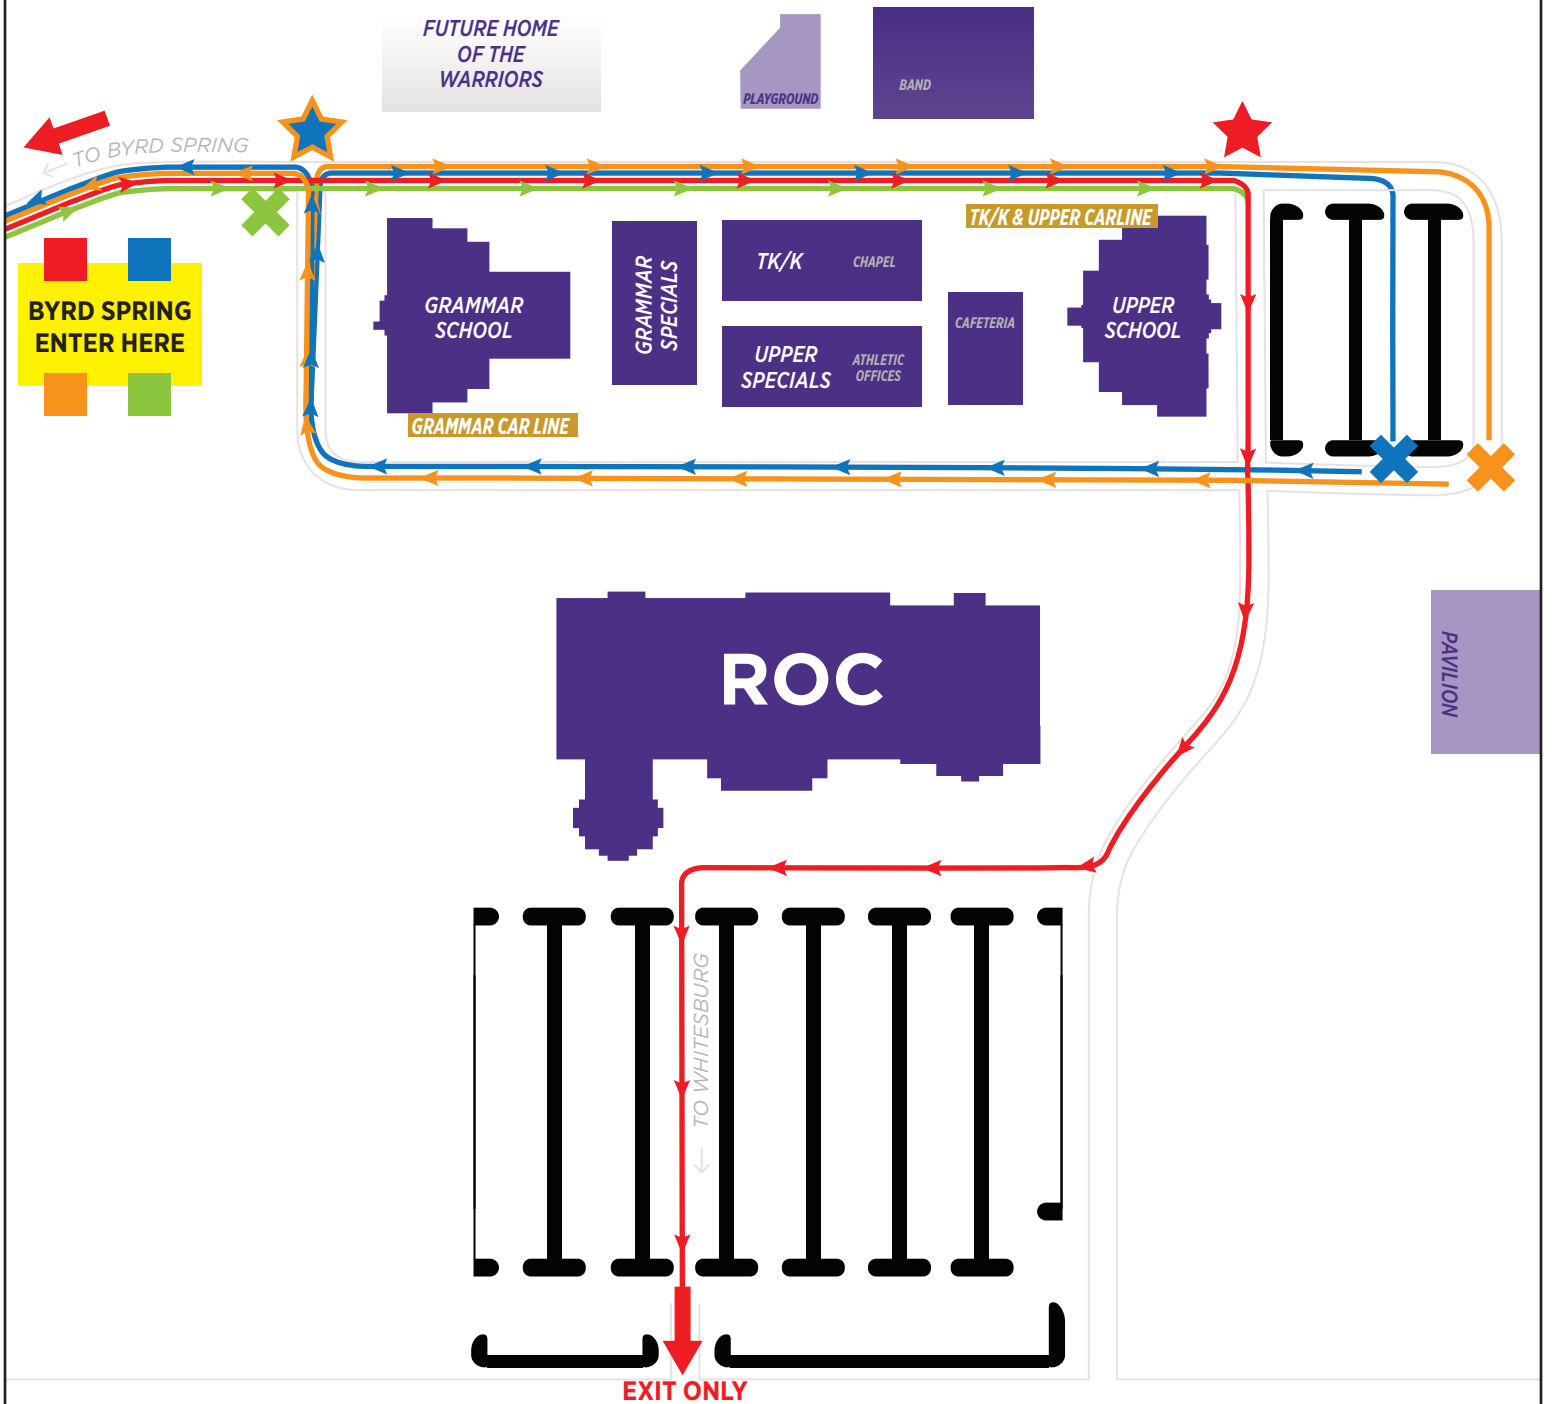 FUTURE HOME
OF THE
WARRIORS
PLAYGROUND
BAND
TO BYRD SPRING
BYRD SPRING
ENTER HERE
TK/K & UPPER CARLINE
GRAMMAR
SCHOOL
GRAMMAR
SPECIALS
TK/K
CHAPEL
UPPER
SPECIALS
ATHLETIC
OFFICES
CAFETERIA
UPPER
SCHOOL
GRAMMAR CAR LINE
ROC
PAVILION
TO WHITESBURG
EXIT ONLY